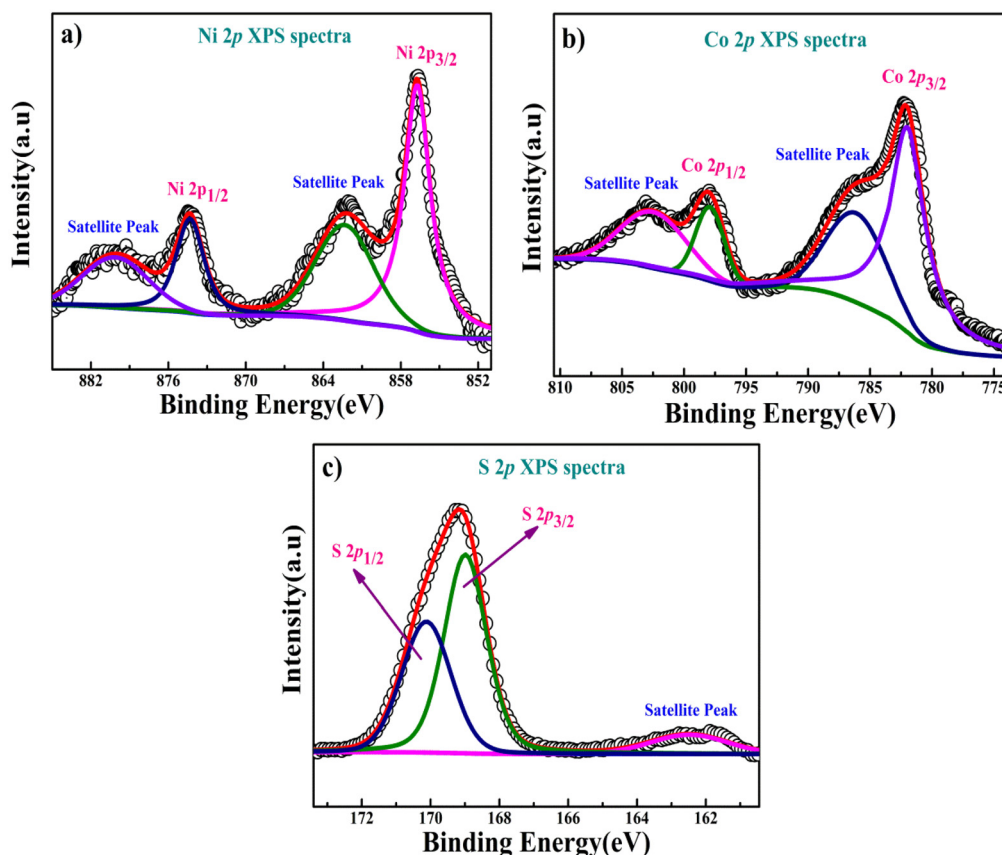 a)
Ni 2p XPS spectra
Ni 2p3/2
Ni 2p1/2
Satellite Peak
Satellite Peak
Intensity(a.u)
882 876 870 864 858 852
Binding Energy(eV)
b)
Co 2p XPS spectra
Co 2p3/2
Satellite Peak
Co 2p1/2
Satellite Peak
Intensity(a.u)
810 805 800 795 790 785 780 775
Binding Energy(eV)
c)
S 2p XPS spectra
S 2p3/2
S 2p1/2
Satellite Peak
Intensity(a.u)
172 170 168 166 164 162
Binding Energy(eV)